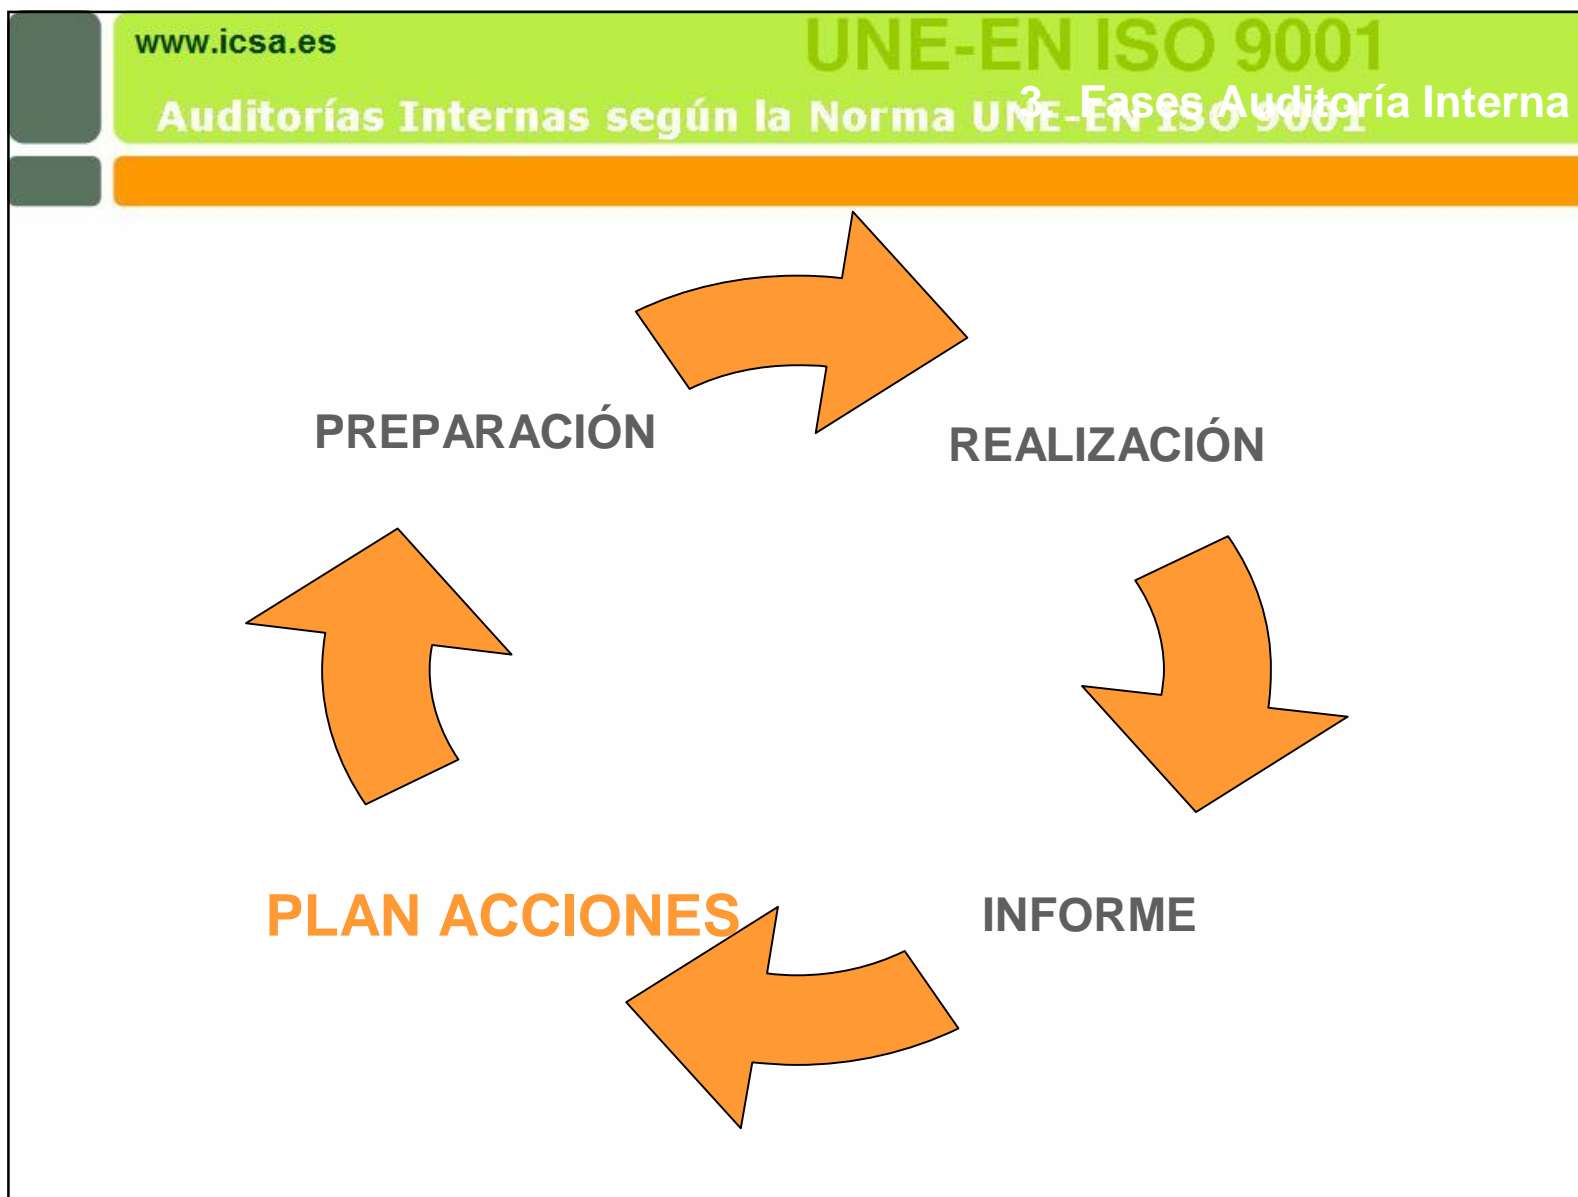 www.icsa.es
UNE-EN ISO 9001
Auditorías Internas según la Norma UNE-EN ISO 9001
3.- Fases Auditoría Interna
PREPARACIÓN
REALIZACIÓN
PLAN ACCIONES
INFORME